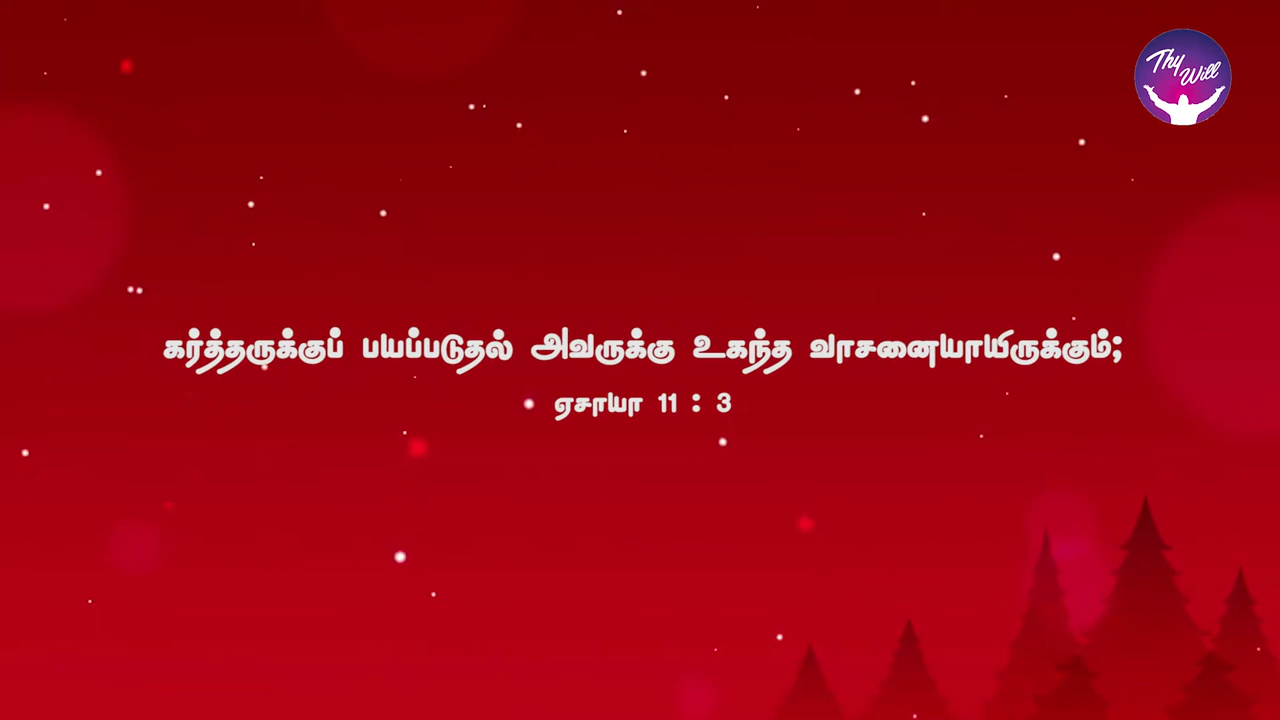 Thy
Will
கர்த்தருக்குப் பயப்படுதல் அவருக்கு உகந்த வாசனையாயிருக்கும்;
ஏசாயா 11 : 3